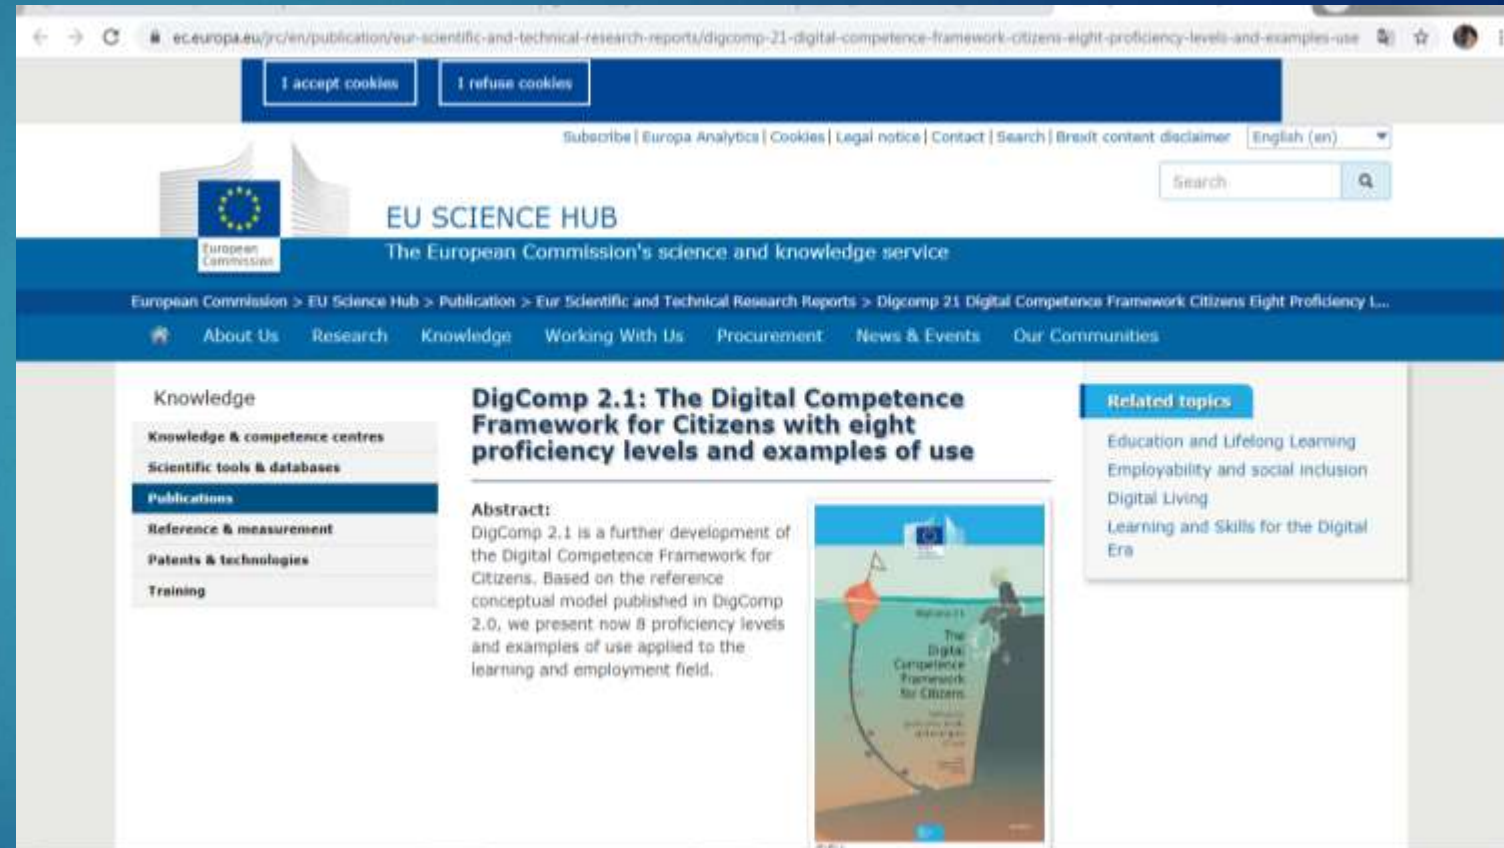 ec.europa.eu/jrc/en/publication/eur-scientific-and-technical-research-reports/digcomp-21-digital-competence-framework-citizens-eight-proficiency-levels-and-examples-use
I accept cookies
I refuse cookies
Subscribe | Europa Analytics | Cookies | Legal notice | Contact | Search | Brexit content disclaimer
English (en)
Search
EU SCIENCE HUB
European
Commission
The European Commission's science and knowledge service
European Commission > EU Science Hub > Publication > Eur Scientific and Technical Research Reports > Digcomp 21 Digital Competence Framework Citizens Eight Proficiency L...
About Us Research Knowledge Working With Us Procurement News & Events Our Communities
Knowledge
Knowledge & competence centres
Scientific tools & databases
Publications
Reference & measurement
Patents & technologies
Training
DigComp 2.1: The Digital Competence
Framework for Citizens with eight
proficiency levels and examples of use
Abstract:
DigComp 2.1 is a further development of
the Digital Competence Framework for
Citizens. Based on the reference
conceptual model published in DigComp
2.0, we present now 8 proficiency levels
and examples of use applied to the
learning and employment field.
DigComp 2.1
The
Digital
Competence
Framework
for Citizens
Related topics
Education and Lifelong Learning
Employability and social inclusion
Digital Living
Learning and Skills for the Digital
Era